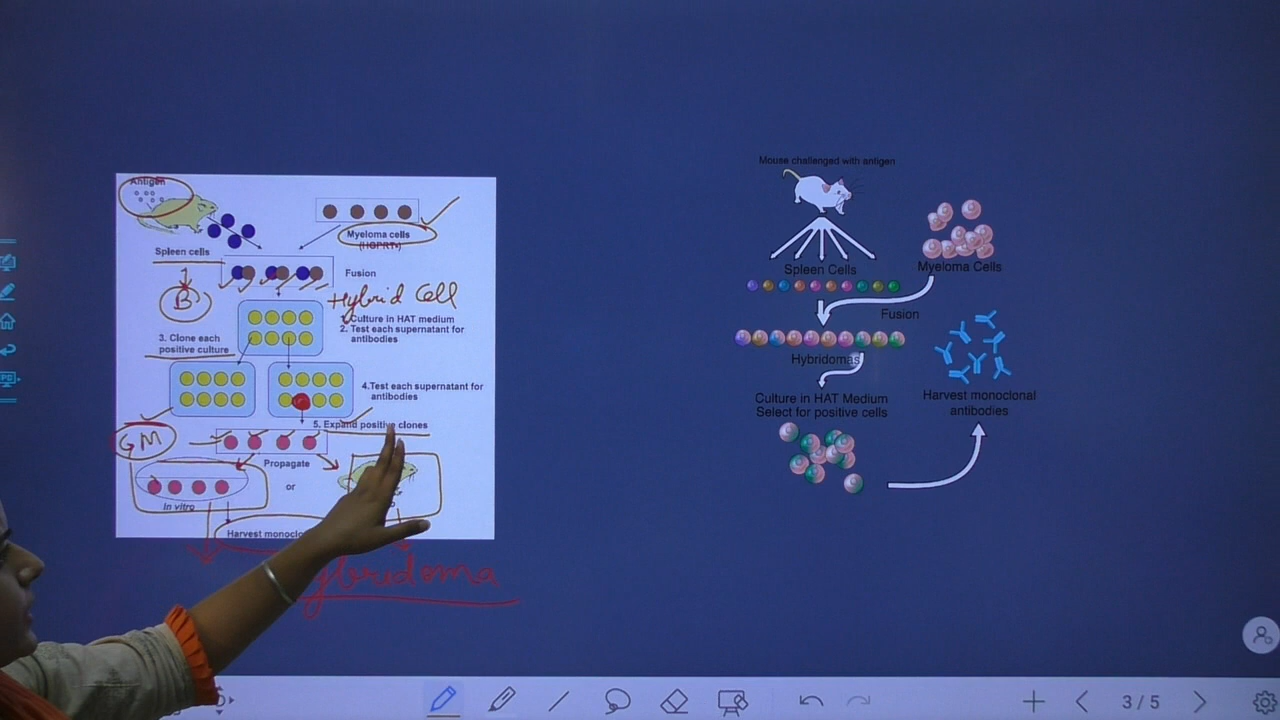 Antigen
Myeloma cells
(HGPRT-)
Spleen cells
B
Fusion
Hybrid Cell
1. Culture in HAT medium
2. Test each supernatant for
antibodies
3. Clone each
positive culture
4.Test each supernatant for
antibodies
5. Expand positive clones
GM
Propagate
or
In vitro
Harvest
Mouse challenged with antigen
Spleen Cells
Myeloma Cells
Fusion
Hybridomas
Culture in HAT Medium
Select for positive cells
Harvest monoclonal
antibodies
3 / 5